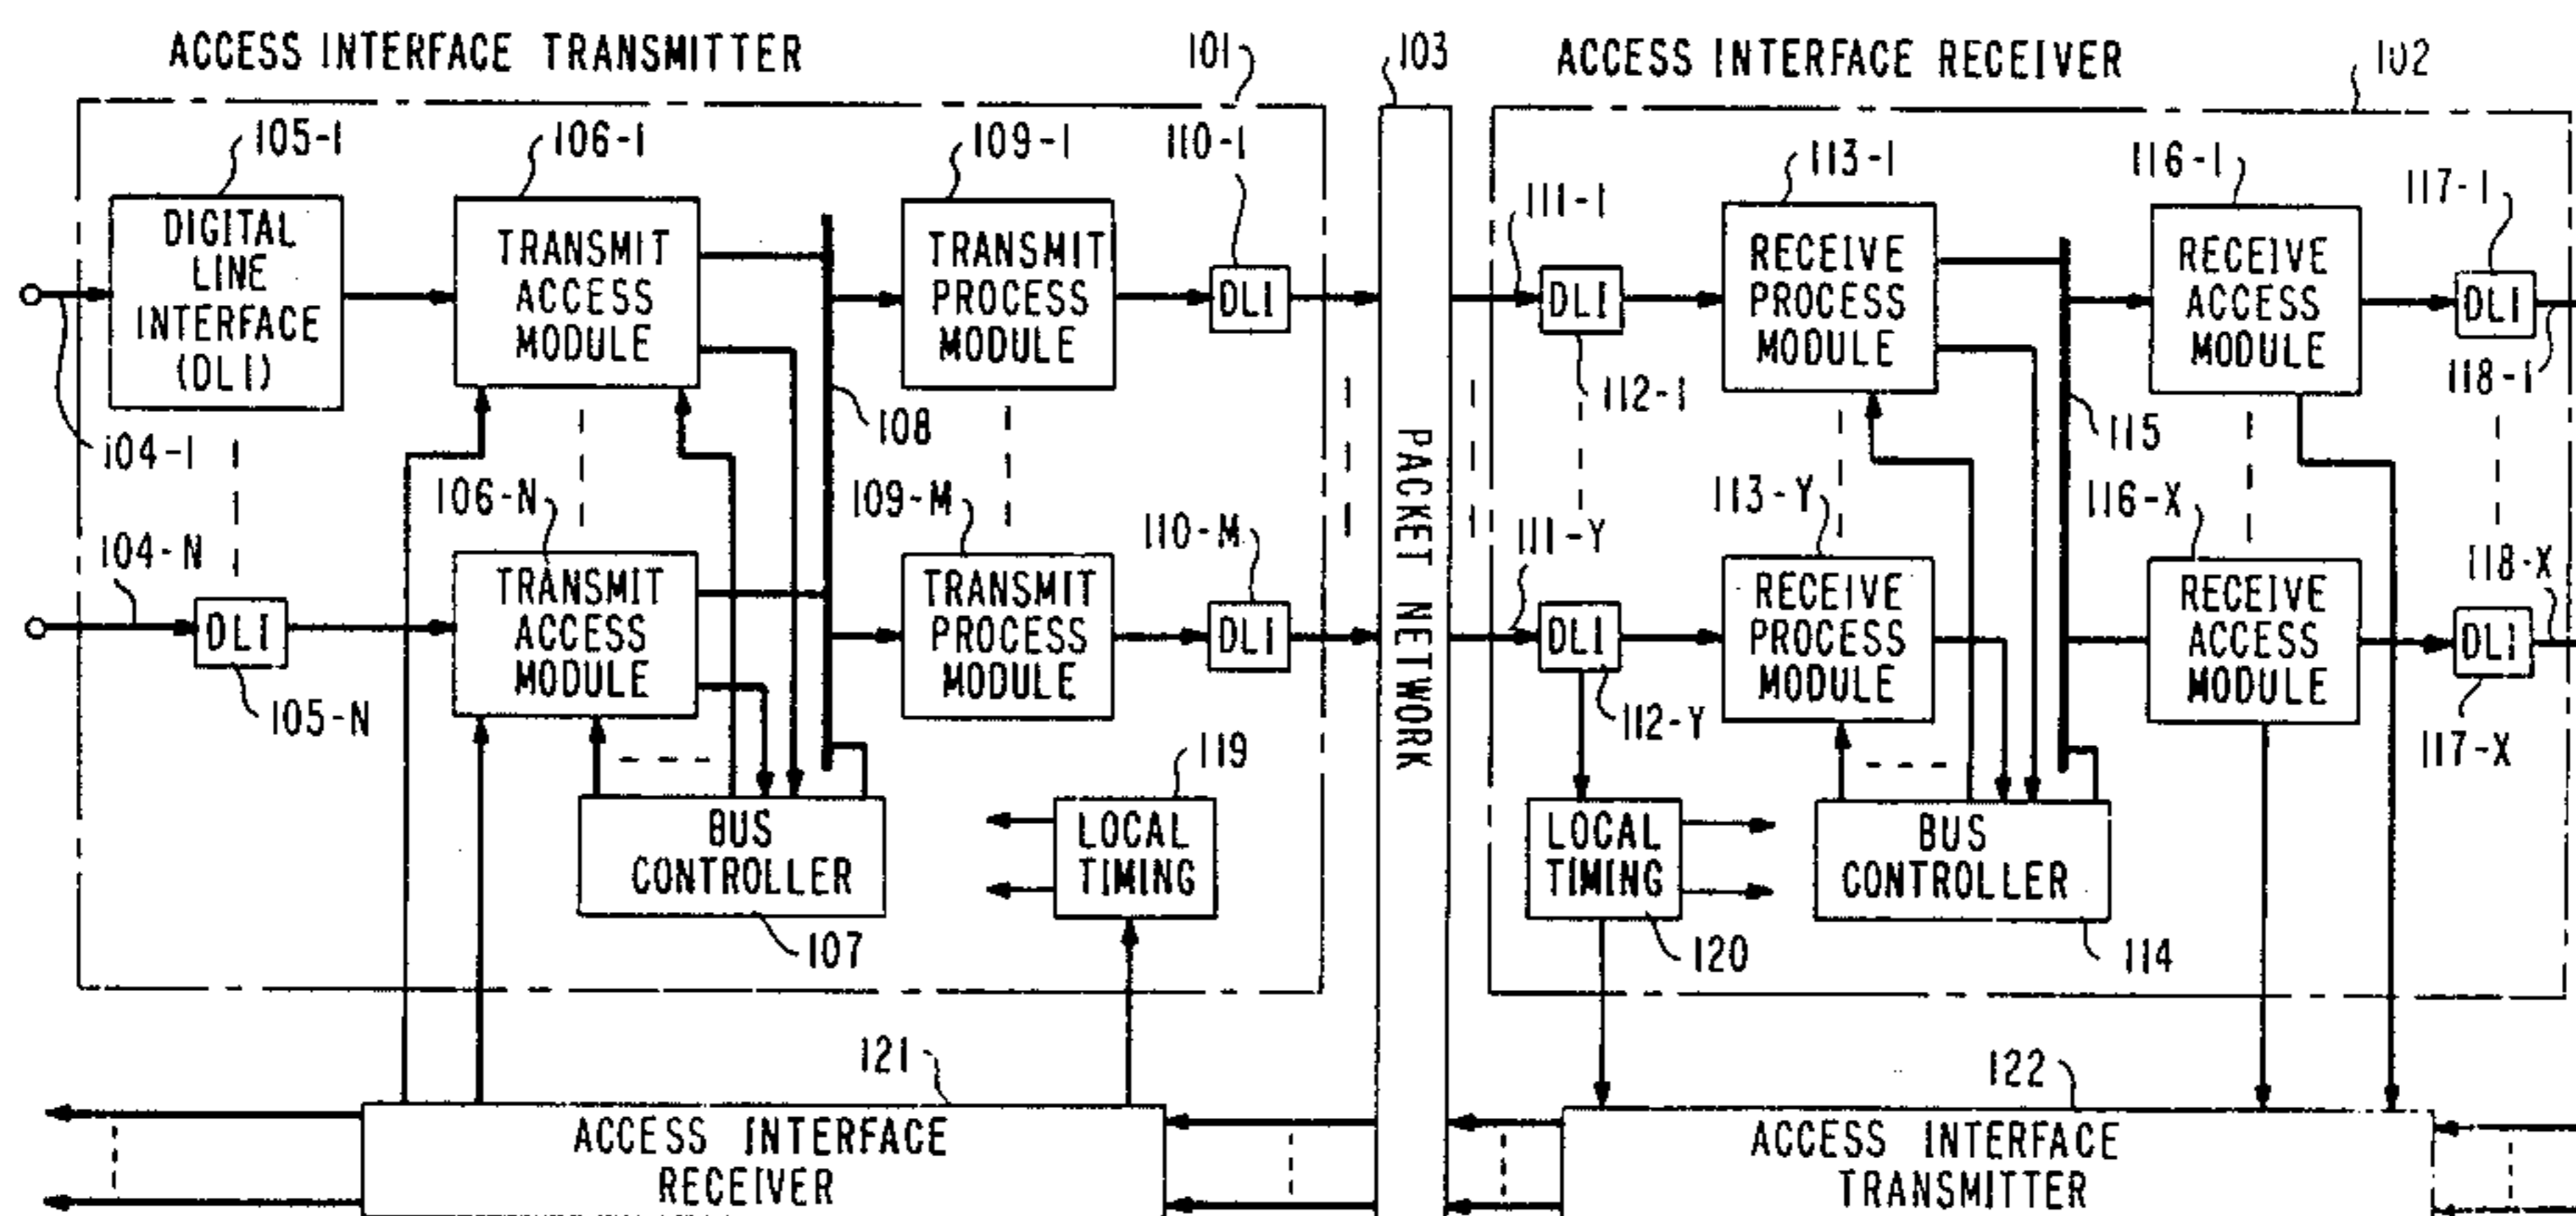 ACCESS INTERFACE TRANSMITTER
101
103
ACCESS INTERFACE RECEIVER
102
105-1
106-1
109-1
110-1
113-1
116-1
117-1
111-1
DIGITAL
LINE
INTERFACE
(DLI)
TRANSMIT
ACCESS
MODULE
TRANSMIT
PROCESS
MODULE
DLI
DLI
RECEIVE
PROCESS
MODULE
RECEIVE
ACCESS
MODULE
DLI
104-1
108
112-1
115
118-1
PACKET NETWORK
104-N
106-N
109-M
110-M
111-Y
113-Y
116-X
118-X
DLI
TRANSMIT
ACCESS
MODULE
TRANSMIT
PROCESS
MODULE
DLI
DLI
RECEIVE
PROCESS
MODULE
RECEIVE
ACCESS
MODULE
DLI
105-N
112-Y
117-X
119
BUS
CONTROLLER
LOCAL
TIMING
LOCAL
TIMING
BUS
CONTROLLER
107
120
114
121
122
ACCESS INTERFACE
RECEIVER
ACCESS INTERFACE
TRANSMITTER